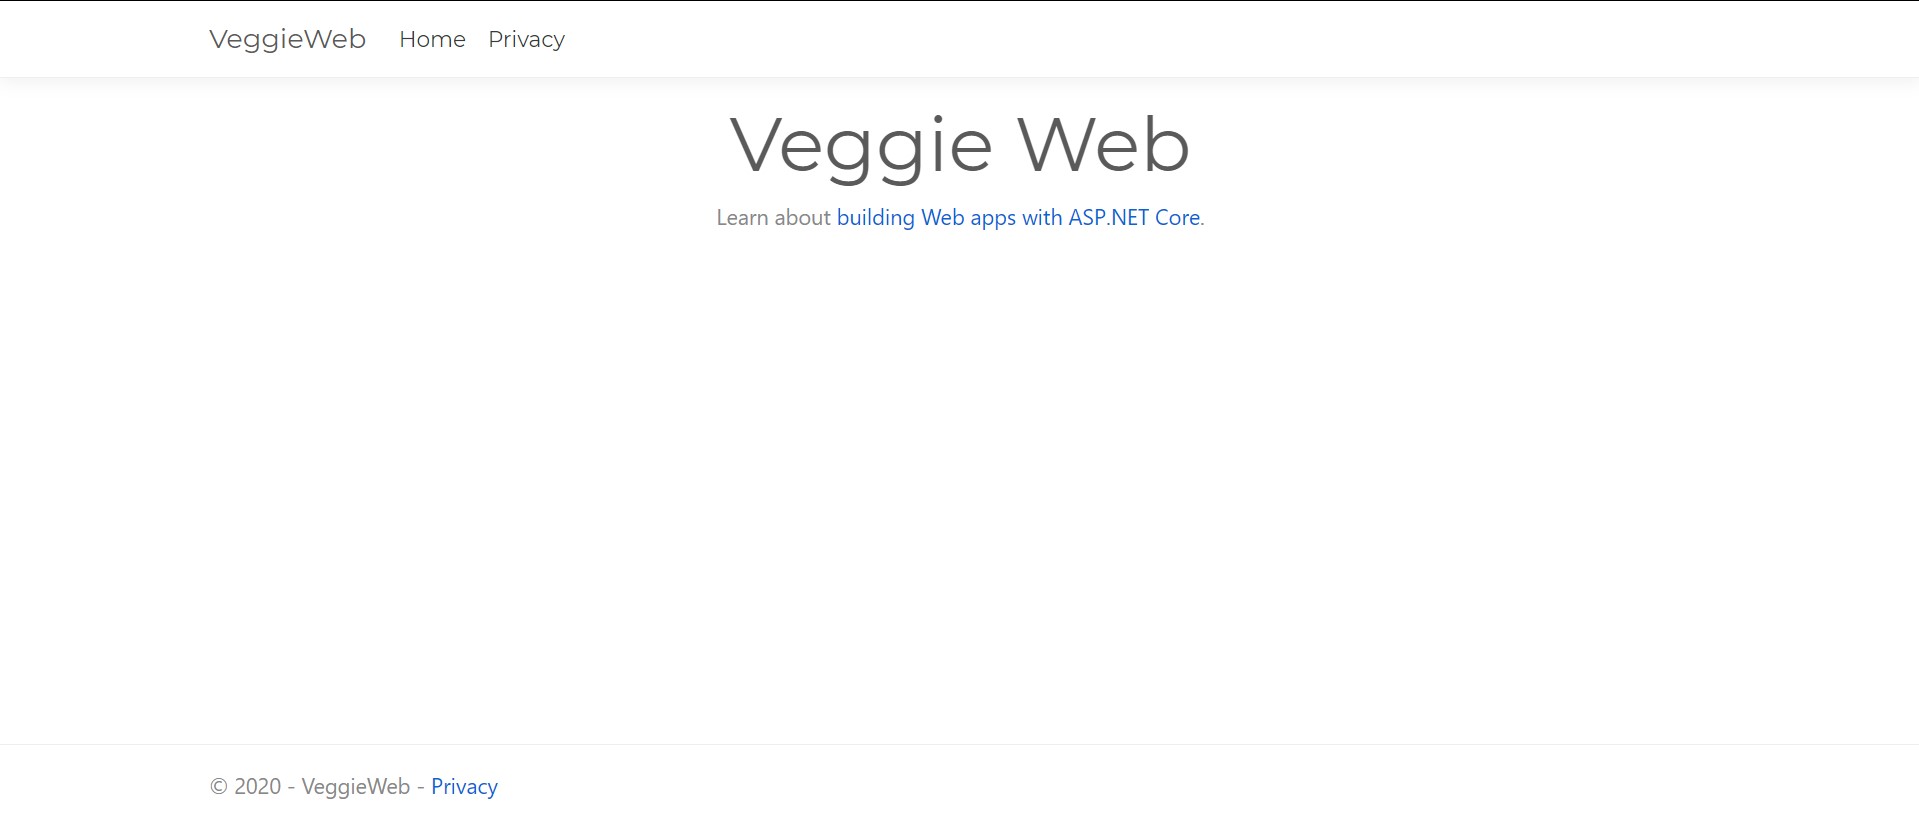 VeggieWeb Home Privacy
Veggie Web
Learn about building Web apps with ASP.NET Core.
© 2020 - VeggieWeb - Privacy